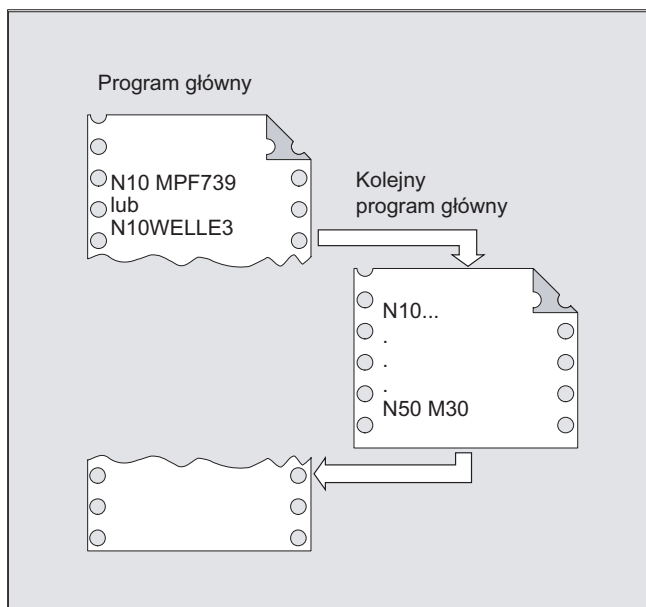 Program główny
N10 MPF739
lub
N10WELLE3
Kolejny
program główny
N10...
.
.
.
N50 M30